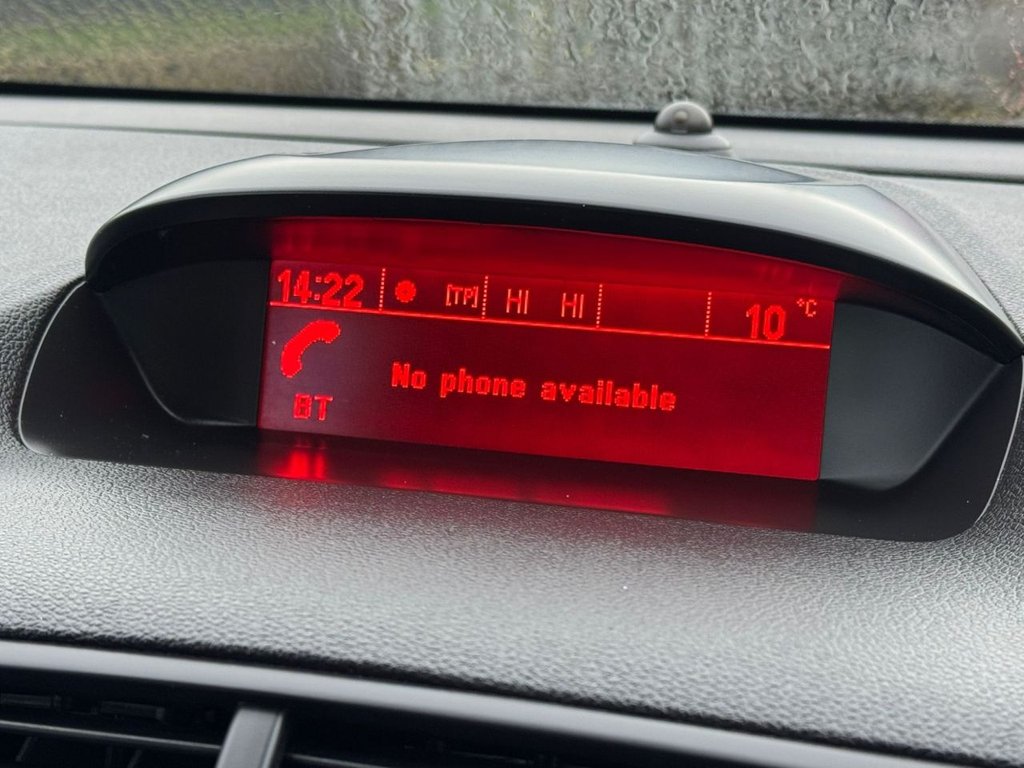 14:22 [TP] HI HI 10 °C
No phone available
BT